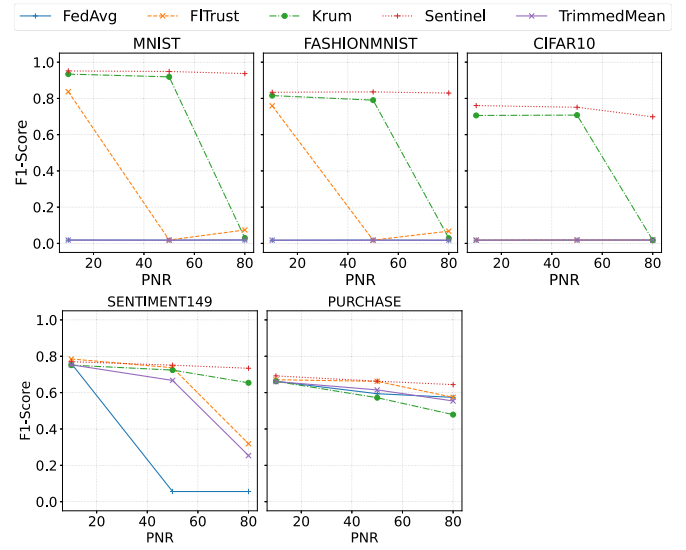 FedAvg FlTrust Krum Sentinel TrimmedMean
MNIST FASHIONMNIST CIFAR10
F1-Score
1.0
0.8
0.6
0.4
0.2
0.0
20 40 60 80 20 40 60 80 20 40 60 80
PNR PNR PNR
SENTIMENT149 PURCHASE
F1-Score
1.0
0.8
0.6
0.4
0.2
0.0
20 40 60 80 20 40 60 80
PNR PNR